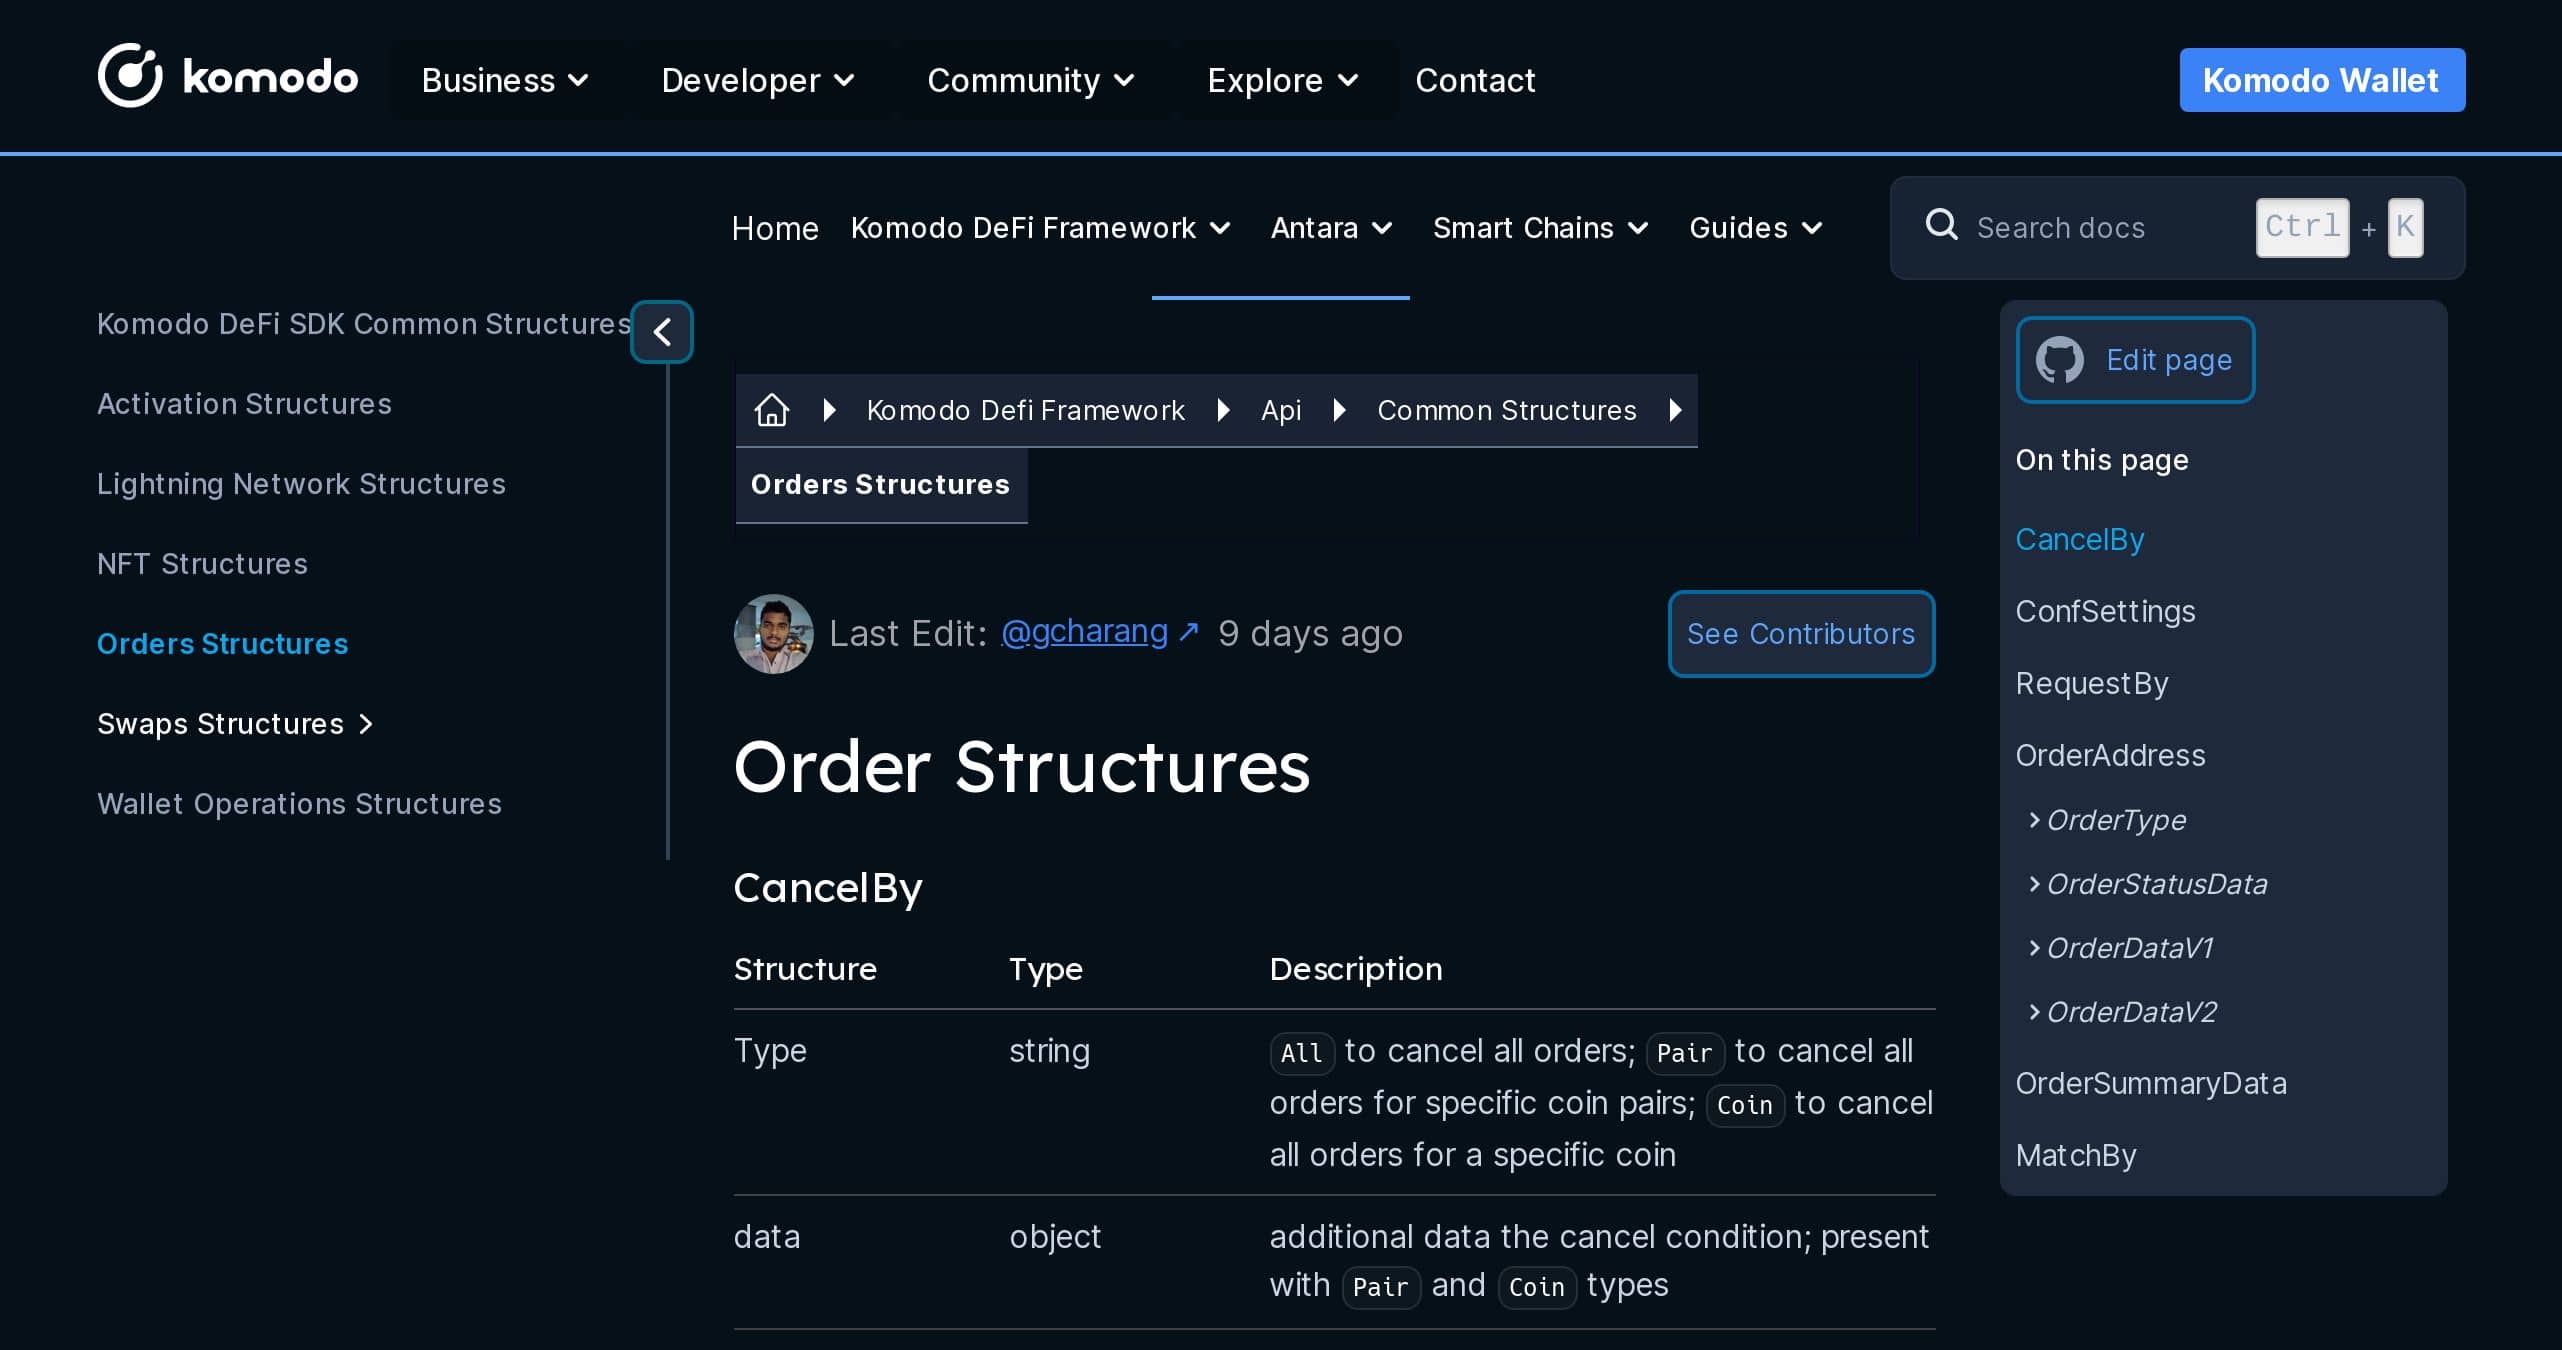 komodo Business Developer Community Explore Contact Komodo Wallet
Home Komodo DeFi Framework Antara Smart Chains Guides Search docs Ctrl + K
Komodo DeFi SDK Common Structures
Activation Structures
Lightning Network Structures
NFT Structures
Orders Structures
Swaps Structures
Wallet Operations Structures
Komodo Defi Framework Api Common Structures
Orders Structures
Last Edit: @gcharang ↗ 9 days ago See Contributors
Order Structures
CancelBy
Structure Type Description
Type string All to cancel all orders; Pair to cancel all
orders for specific coin pairs; Coin to cancel
all orders for a specific coin
data object additional data the cancel condition; present
with Pair and Coin types
Edit page
On this page
CancelBy
ConfSettings
RequestBy
OrderAddress
OrderType
OrderStatusData
OrderDataV1
OrderDataV2
OrderSummaryData
MatchBy